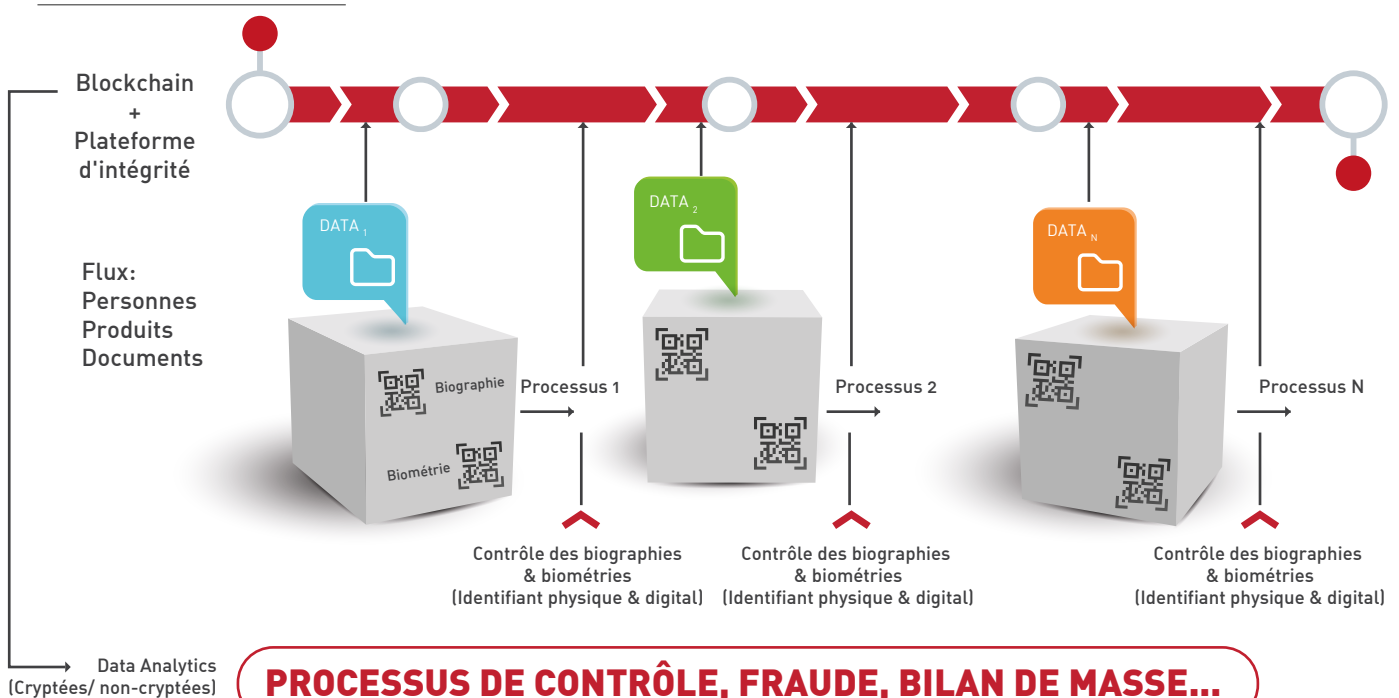 Blockchain
+
Plateforme
d'intégrité
DATA 1
DATA 2
DATA N
Flux:
Personnes
Produits
Documents
Biographie
Biométrie
Processus 1
Processus 2
Processus N
Contrôle des biographies
& biométries
(Identifiant physique & digital)
Contrôle des biographies
& biométries
(Identifiant physique & digital)
Contrôle des biographies
& biométries
(Identifiant physique & digital)
Data Analytics
(Cryptées/ non-cryptées)
PROCESSUS DE CONTRÔLE, FRAUDE, BILAN DE MASSE...